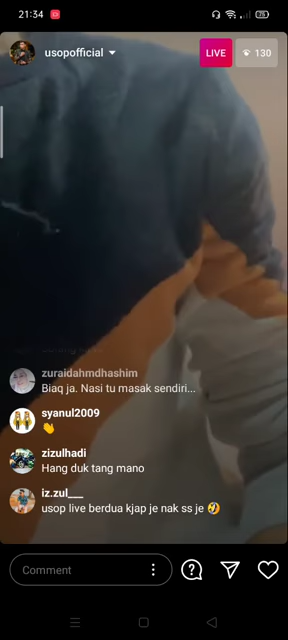 21:34
75
usopofficial
LIVE
130
zuraidahmdhashim
Biaq ja. Nasi tu masak sendiri...
syanul2009
👋
zizulhadi
Hang duk tang mano
iz.zul___
usop live berdua kjap je nak ss je 🤣
Comment